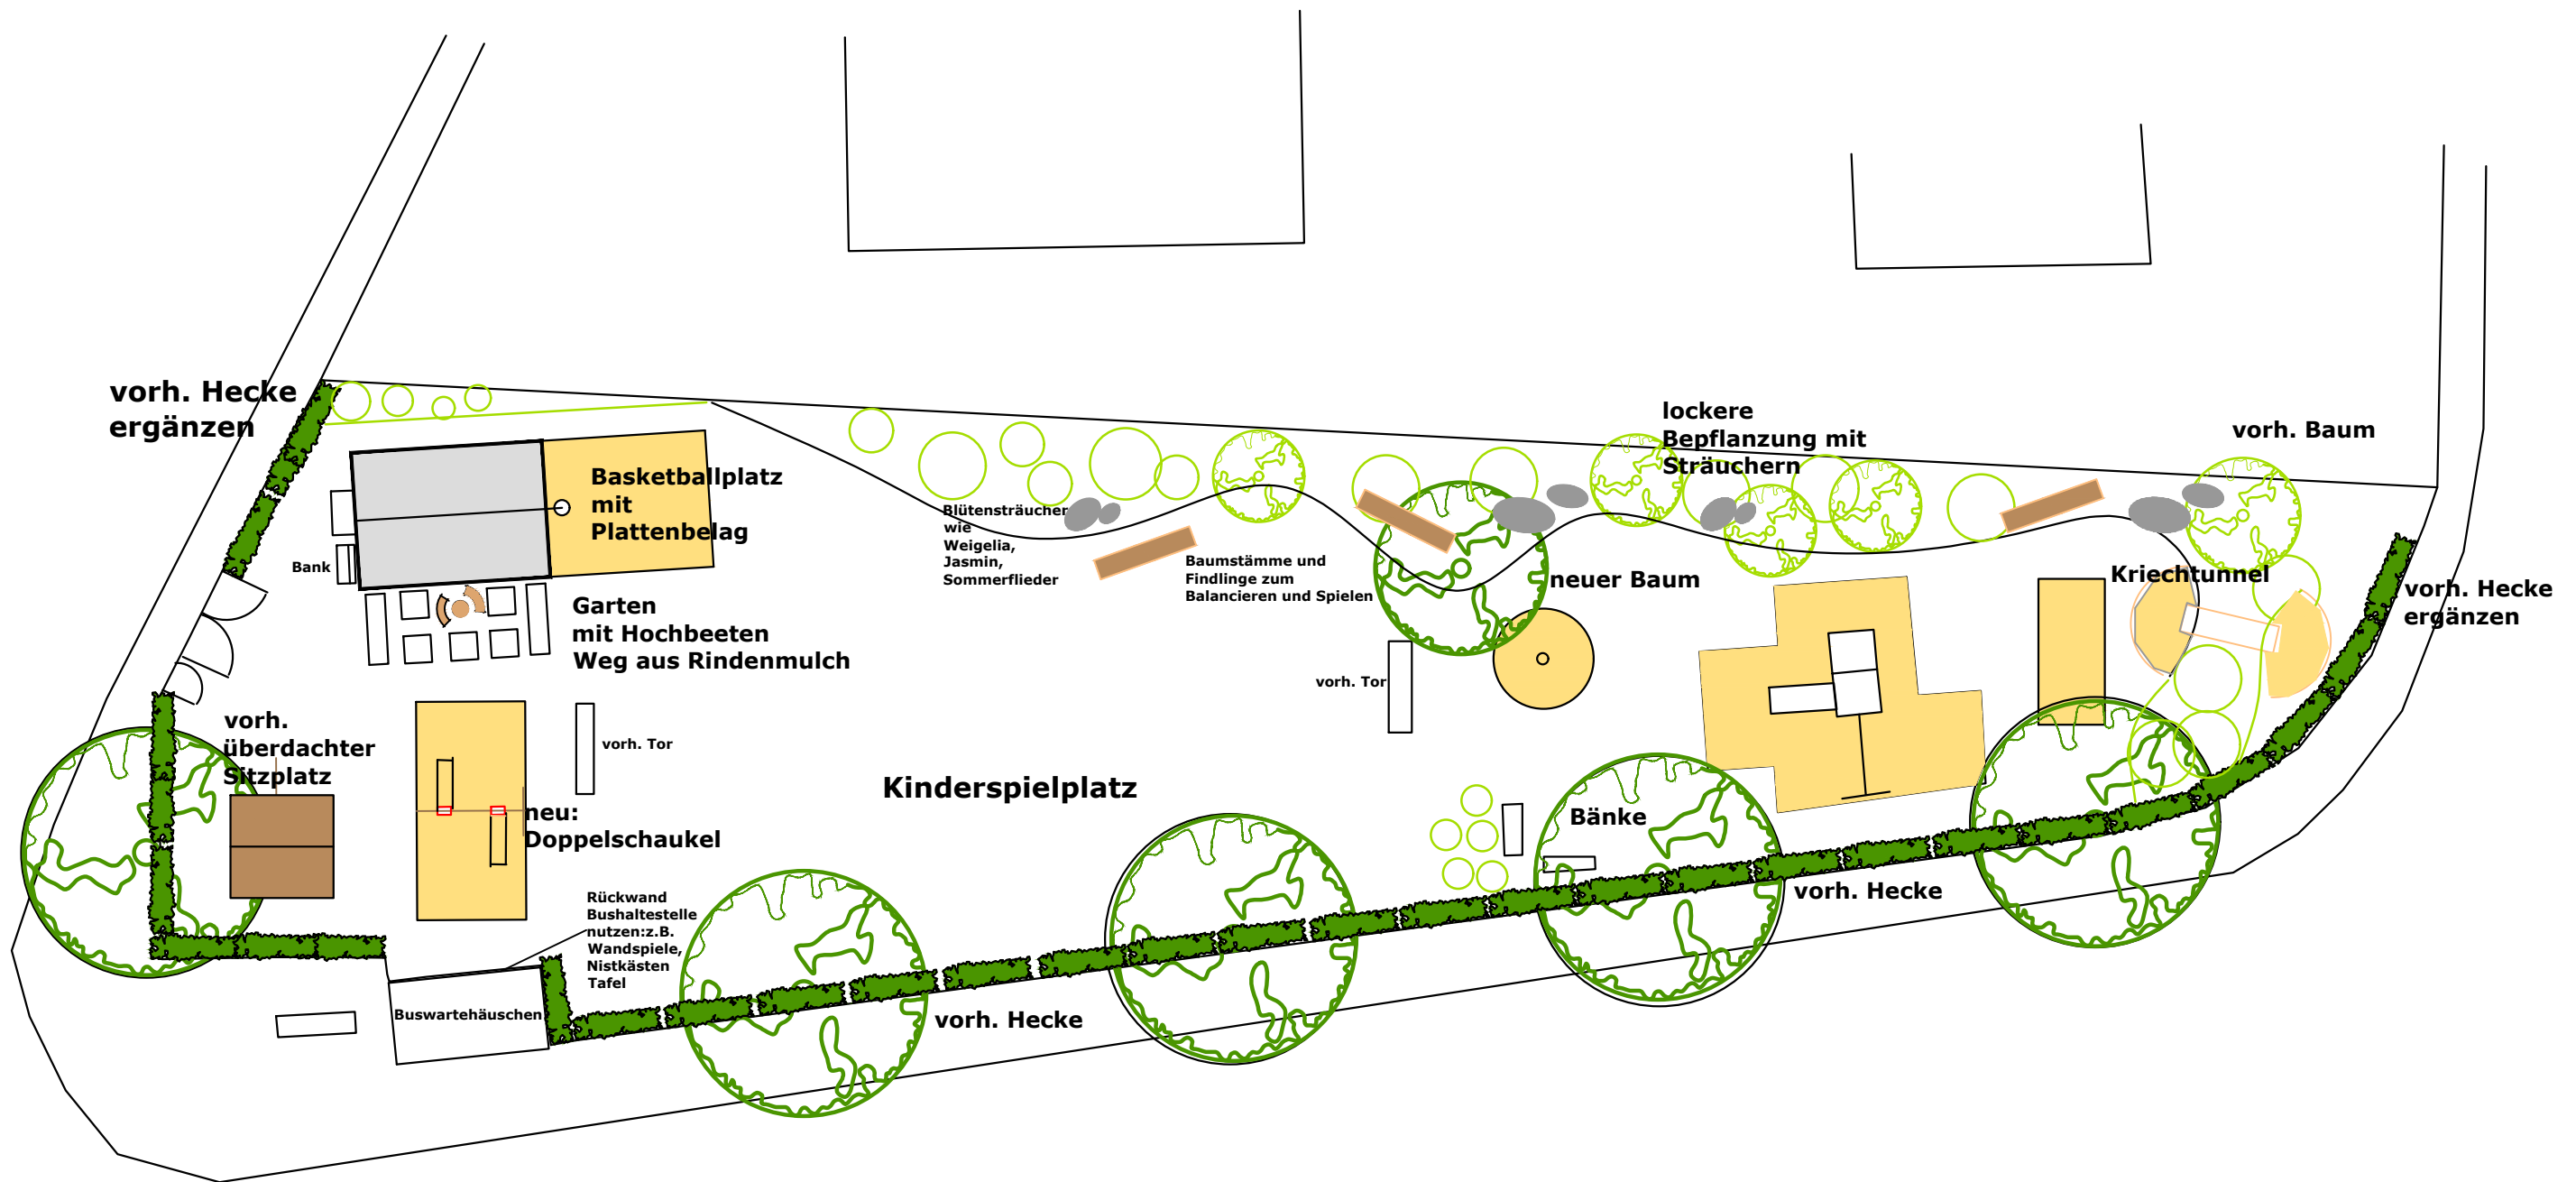 vorh. Hecke
ergänzen
lockere
Bepflanzung mit
Sträuchern
vorh. Baum
Basketballplatz
mit
Plattenbelag
Blütensträucher
wie
Weigelia,
Jasmin,
Sommerflieder
Bank
Baumstämme und
Findlinge zum
Balancieren und Spielen
neuer Baum
Kriechtunnel
vorh. Hecke
ergänzen
Garten
mit Hochbeeten
Weg aus Rindenmulch
vorh. Tor
vorh.
überdachter
Sitzplatz
vorh. Tor
Kinderspielplatz
neu:
Doppelschaukel
Bänke
Rückwand
Bushaltestelle
nutzen:z.B.
Wandspiele,
Nistkästen
Tafel
vorh. Hecke
Buswartehäuschen
vorh. Hecke